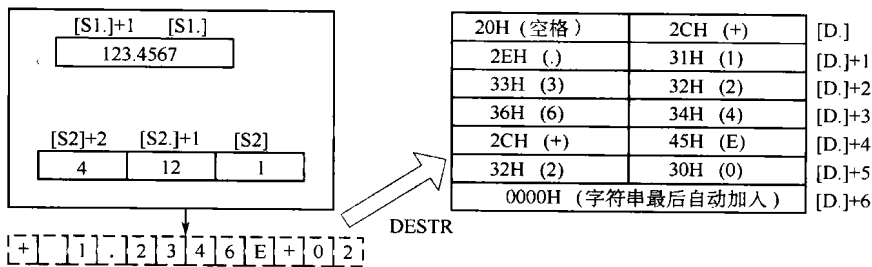 [S1.]+1 [S1.]
123.4567
[S2]+2 [S2.]+1 [S2]
4 12 1
+ 1 . 2 3 4 6 E + 0 2
DESTR
20H (空格) 2CH (+) [D.]
2EH (.) 31H (1) [D.]+1
33H (3) 32H (2) [D.]+2
36H (6) 34H (4) [D.]+3
2CH (+) 45H (E) [D.]+4
32H (2) 30H (0) [D.]+5
0000H (字符串最后自动加入) [D.]+6